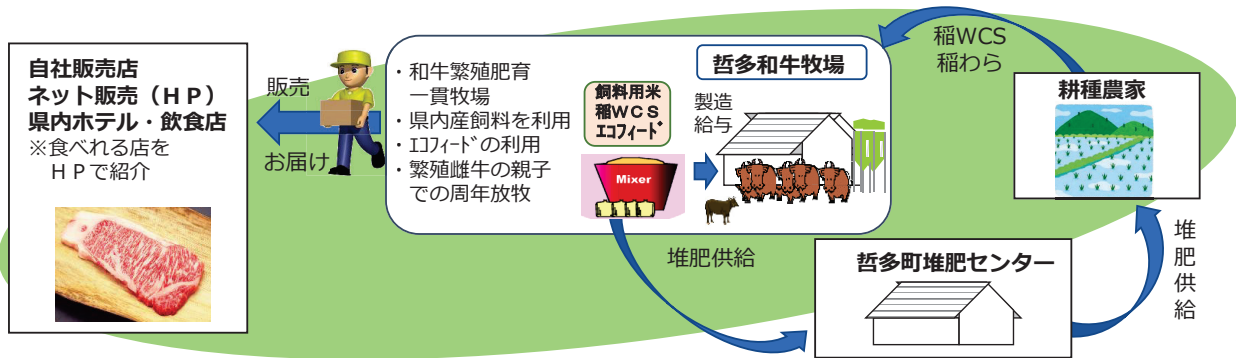 自社販売店
ネット販売（ＨＰ）
県内ホテル・飲食店
※食べれる店を
ＨＰで紹介
販売
お届け
・和牛繁殖肥育
一貫牧場
・県内産飼料を利用
・ｴｺﾌｨｰﾄﾞの利用
・繁殖雌牛の親子
での周年放牧
哲多和牛牧場
飼料用米
稲ＷＣＳ
ｴｺﾌｨｰﾄﾞ
Mixer
製造
給与
稲WCS
稲わら
耕種農家
堆肥供給
哲多町堆肥センター
堆肥供給